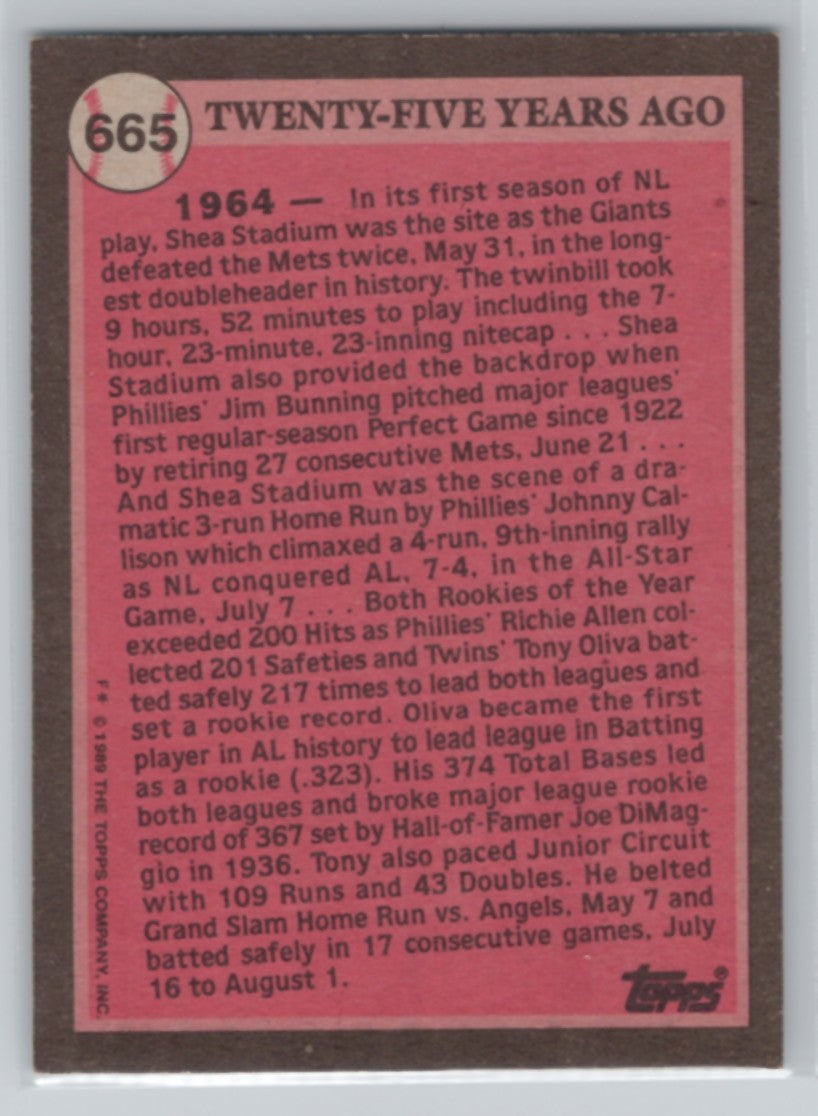 665
TWENTY-FIVE YEARS AGO
1964 — In its first season of NL
play, Shea Stadium was the site as the Giants
defeated the Mets twice, May 31, in the long-
est doubleheader in history. The twinbill took
9 hours, 52 minutes to play including the 7-
hour, 23-minute, 23-inning nitecap . . . Shea
Stadium also provided the backdrop when
Phillies' Jim Bunning pitched major leagues'
first regular-season Perfect Game since 1922
by retiring 27 consecutive Mets, June 21 . . .
And Shea Stadium was the scene of a dra-
matic 3-run Home Run by Phillies' Johnny Cal-
lison which climaxed a 4-run, 9th-inning rally
as NL conquered AL, 7-4, in the All-Star
Game, July 7 . . . Both Rookies of the Year
exceeded 200 Hits as Phillies' Richie Allen col-
lected 201 Safeties and Twins' Tony Oliva bat-
ted safely 217 times to lead both leagues and
set a rookie record. Oliva became the first
player in AL history to lead league in Batting
as a rookie (.323). His 374 Total Bases led
both leagues and broke major league rookie
record of 367 set by Hall-of-Famer Joe DiMag-
gio in 1936. Tony also paced Junior Circuit
with 109 Runs and 43 Doubles. He belted
Grand Slam Home Run vs. Angels, May 7 and
batted safely in 17 consecutive games, July
16 to August 1.
F* © 1989 THE TOPPS COMPANY, INC.
topps®